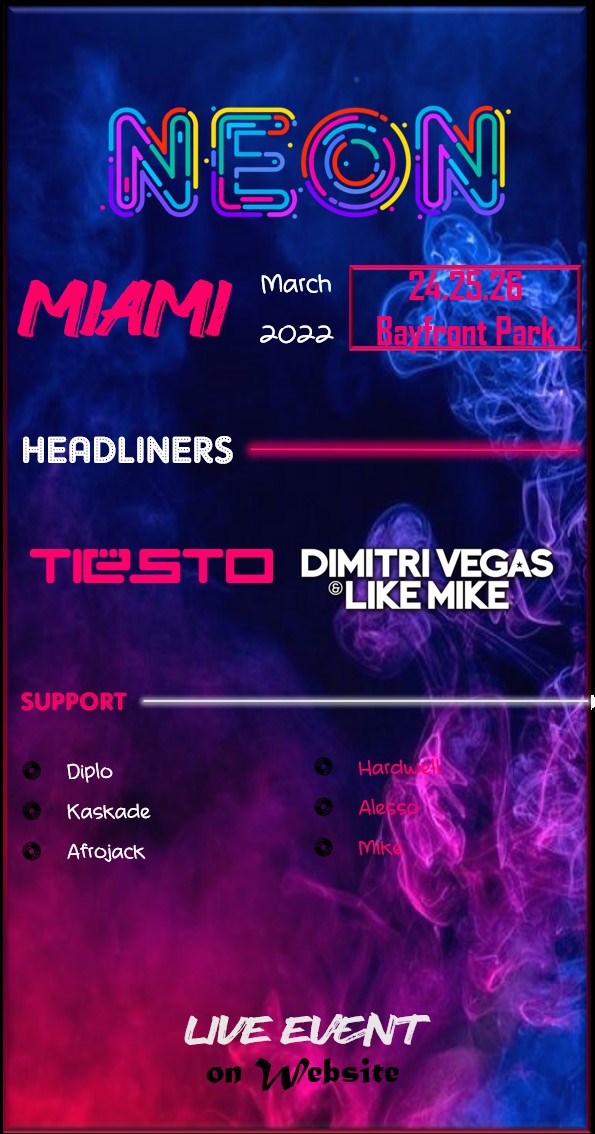 NEON
MIAMI
March
2022
24.25.26
Bayfront Park
HEADLINERS
TIËSTO
DIMITRI VEGAS
& LIKE MIKE
SUPPORT
Diplo
Kaskade
Afrojack
Hardwell
Alesso
Mike
LIVE EVENT
on Website